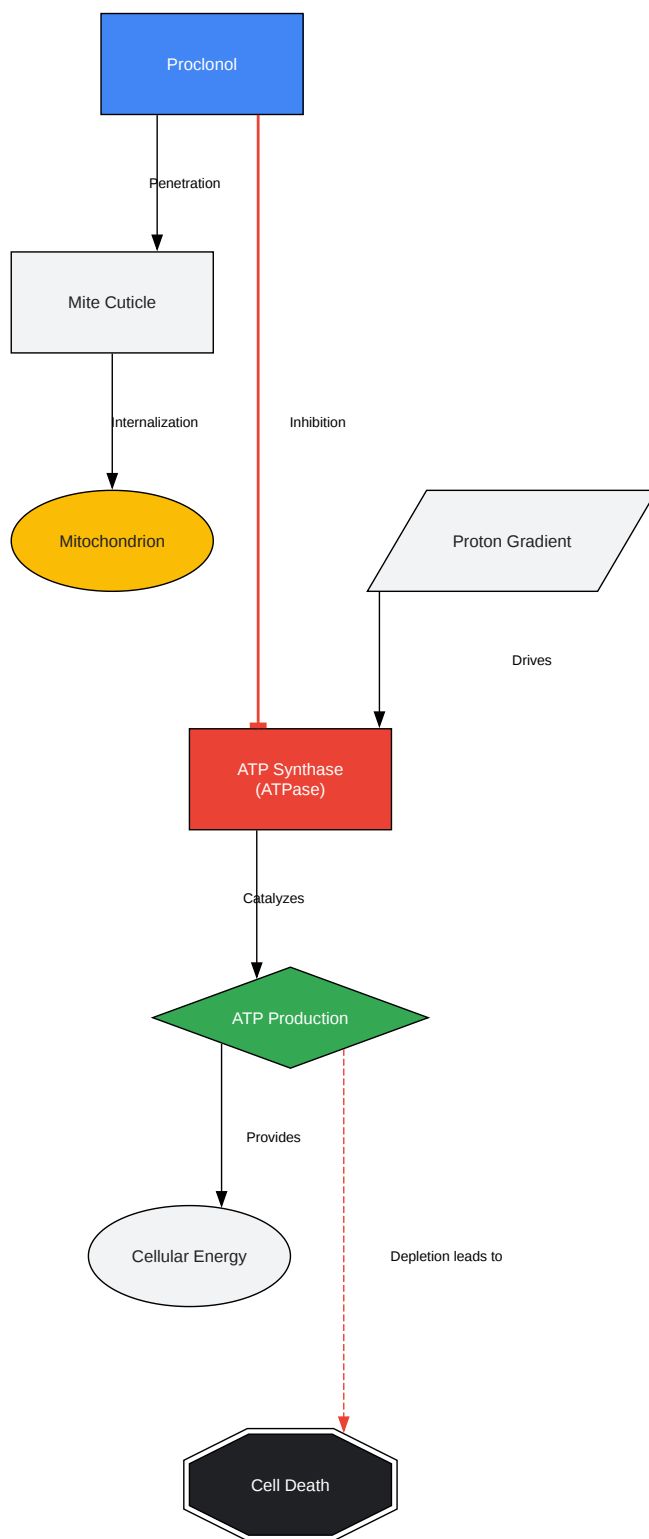 Proclonol
Penetration
Mite Cuticle
Internalization
Inhibition
Mitochondrion
Proton Gradient
Drives
ATP Synthase
(ATPase)
Catalyzes
ATP Production
Provides
Cellular Energy
Depletion leads to
Cell Death